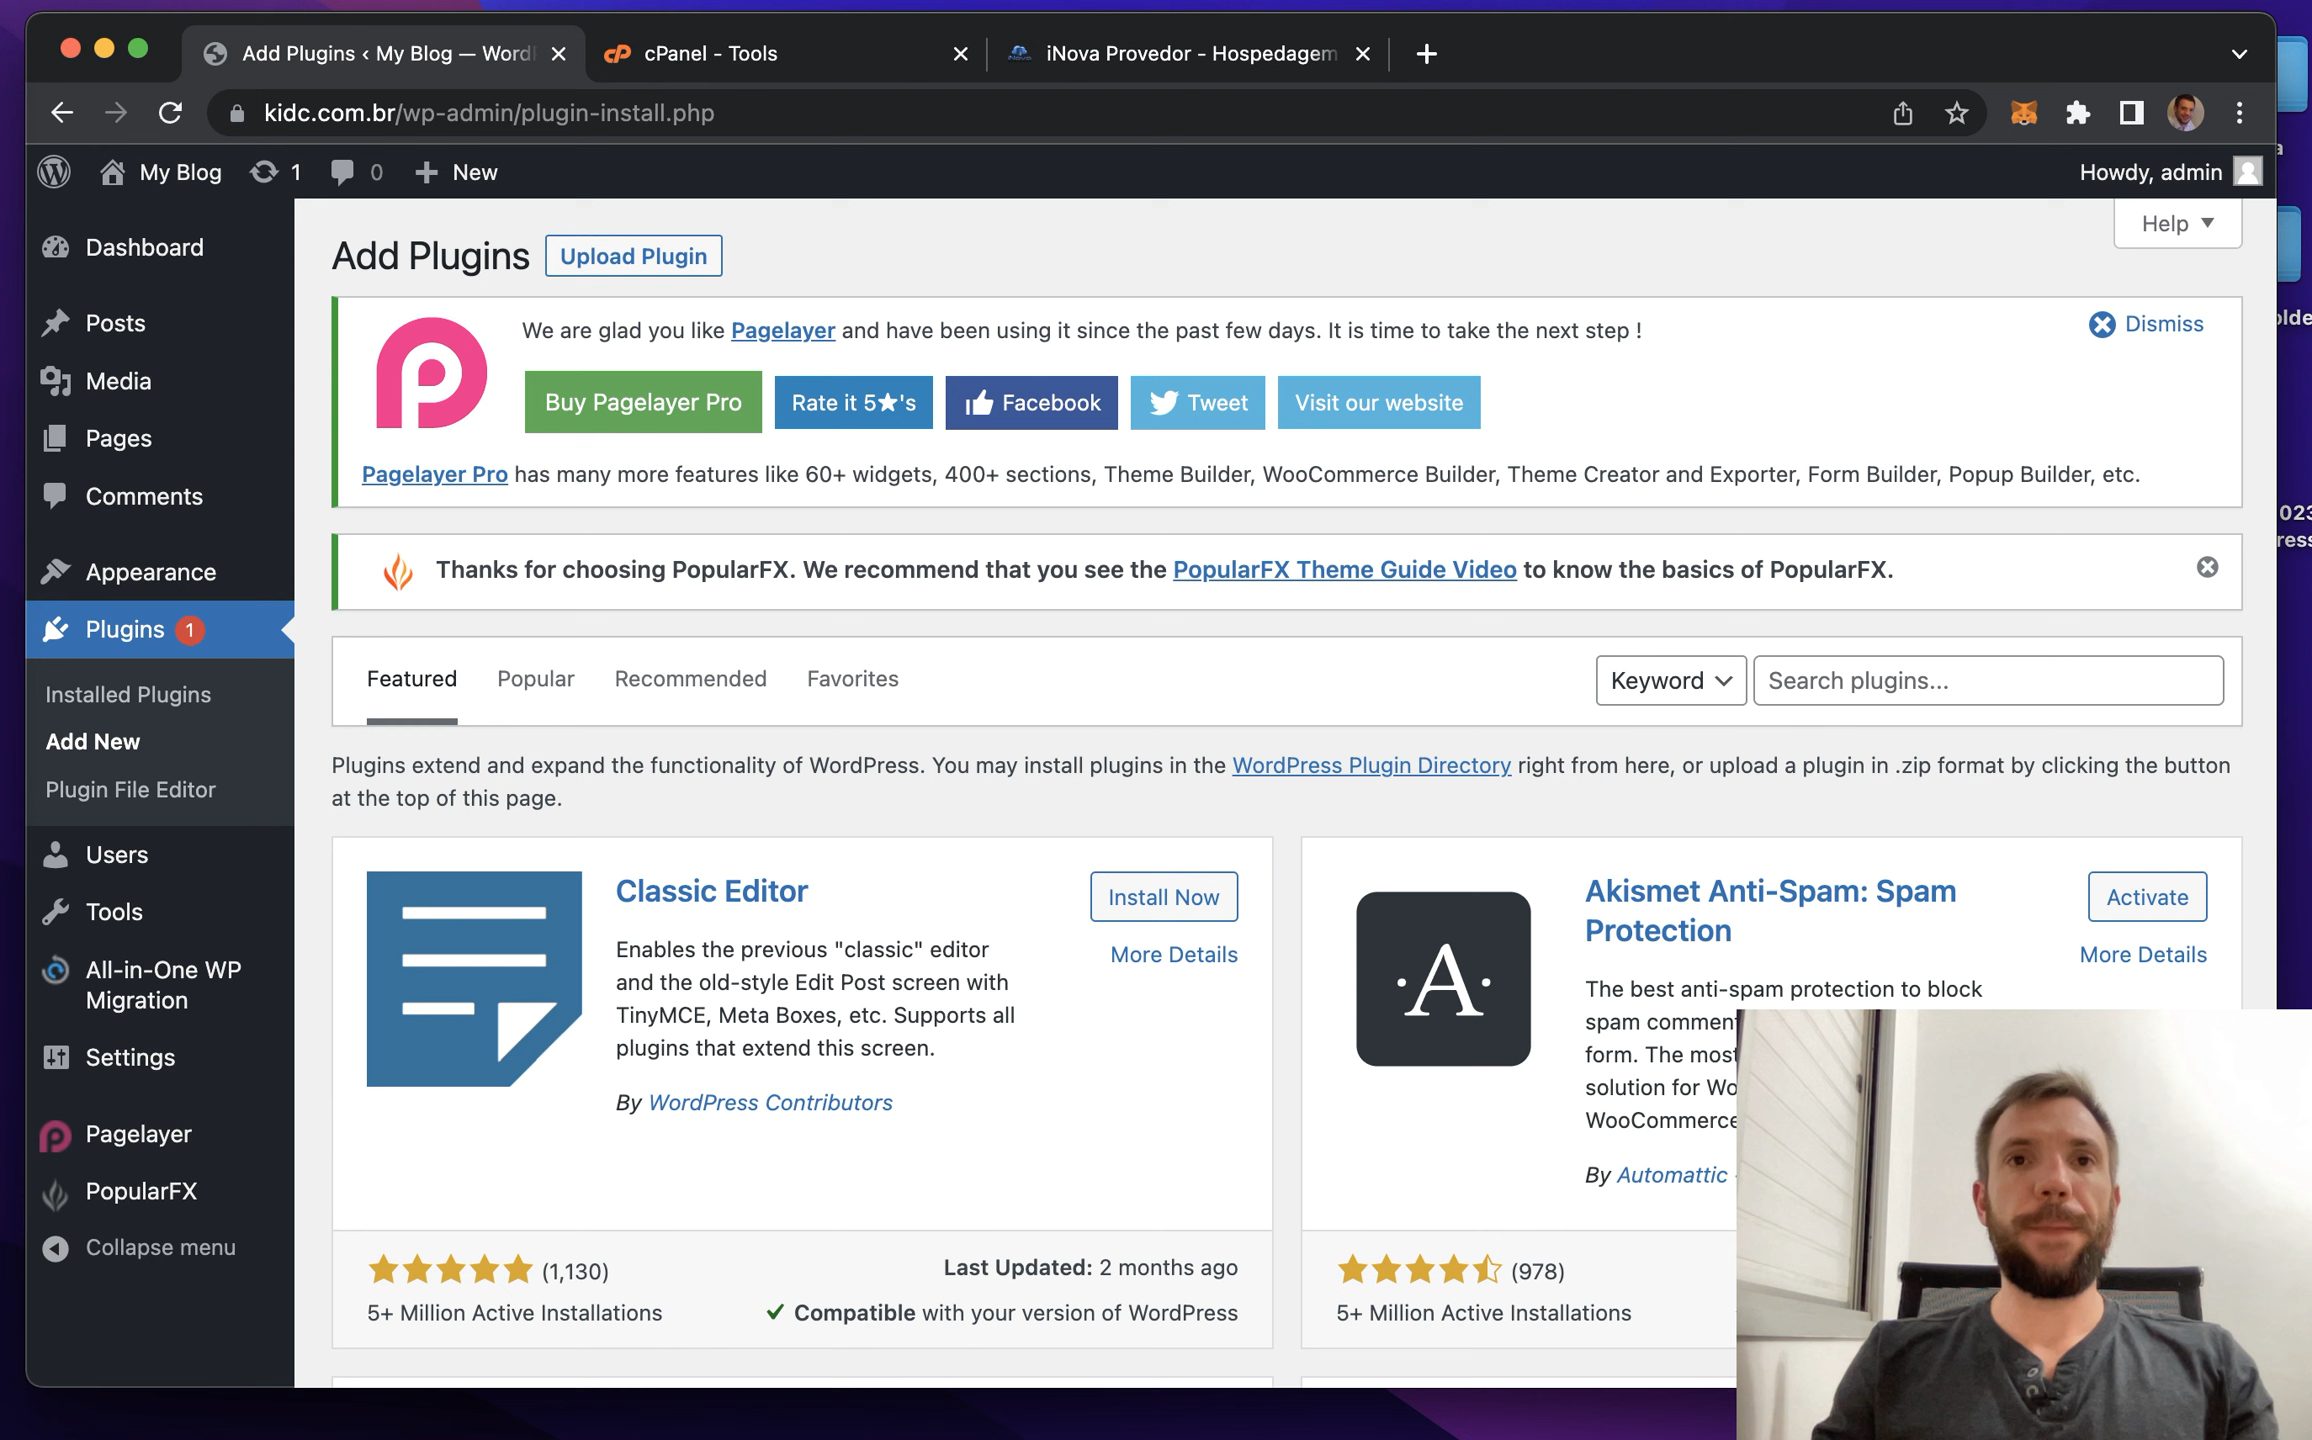 Add Plugins ‹ My Blog — Word
cPanel - Tools
iNova Provedor - Hospedagem
kidc.com.br/wp-admin/plugin-install.php
My Blog
1
0
New
Howdy, admin
Dashboard
Posts
Media
Pages
Comments
Appearance
Plugins 1
Installed Plugins
Add New
Plugin File Editor
Users
Tools
All-in-One WP
Migration
Settings
Pagelayer
PopularFX
Collapse menu
Help
Add Plugins
Upload Plugin
We are glad you like Pagelayer and have been using it since the past few days. It is time to take the next step !
Dismiss
Buy Pagelayer Pro
Rate it 5★'s
Facebook
Tweet
Visit our website
Pagelayer Pro has many more features like 60+ widgets, 400+ sections, Theme Builder, WooCommerce Builder, Theme Creator and Exporter, Form Builder, Popup Builder, etc.
Thanks for choosing PopularFX. We recommend that you see the PopularFX Theme Guide Video to know the basics of PopularFX.
Featured
Popular
Recommended
Favorites
Keyword
Search plugins...
Plugins extend and expand the functionality of WordPress. You may install plugins in the WordPress Plugin Directory right from here, or upload a plugin in .zip format by clicking the button
at the top of this page.
Classic Editor
Install Now
More Details
Enables the previous "classic" editor
and the old-style Edit Post screen with
TinyMCE, Meta Boxes, etc. Supports all
plugins that extend this screen.
By WordPress Contributors
(1,130)
5+ Million Active Installations
Last Updated: 2 months ago
Compatible with your version of WordPress
·A·
Akismet Anti-Spam: Spam
Protection
Activate
More Details
The best anti-spam protection to block
spam commen
form. The most
solution for Wo
WooCommerce
By Automattic
(978)
5+ Million Active Installations
olde
023
ress